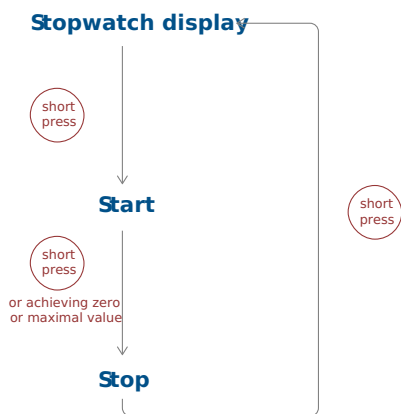 Stopwatch display
short
press
Start
short
press
short
press
or achieving zero
or maximal value
Stop